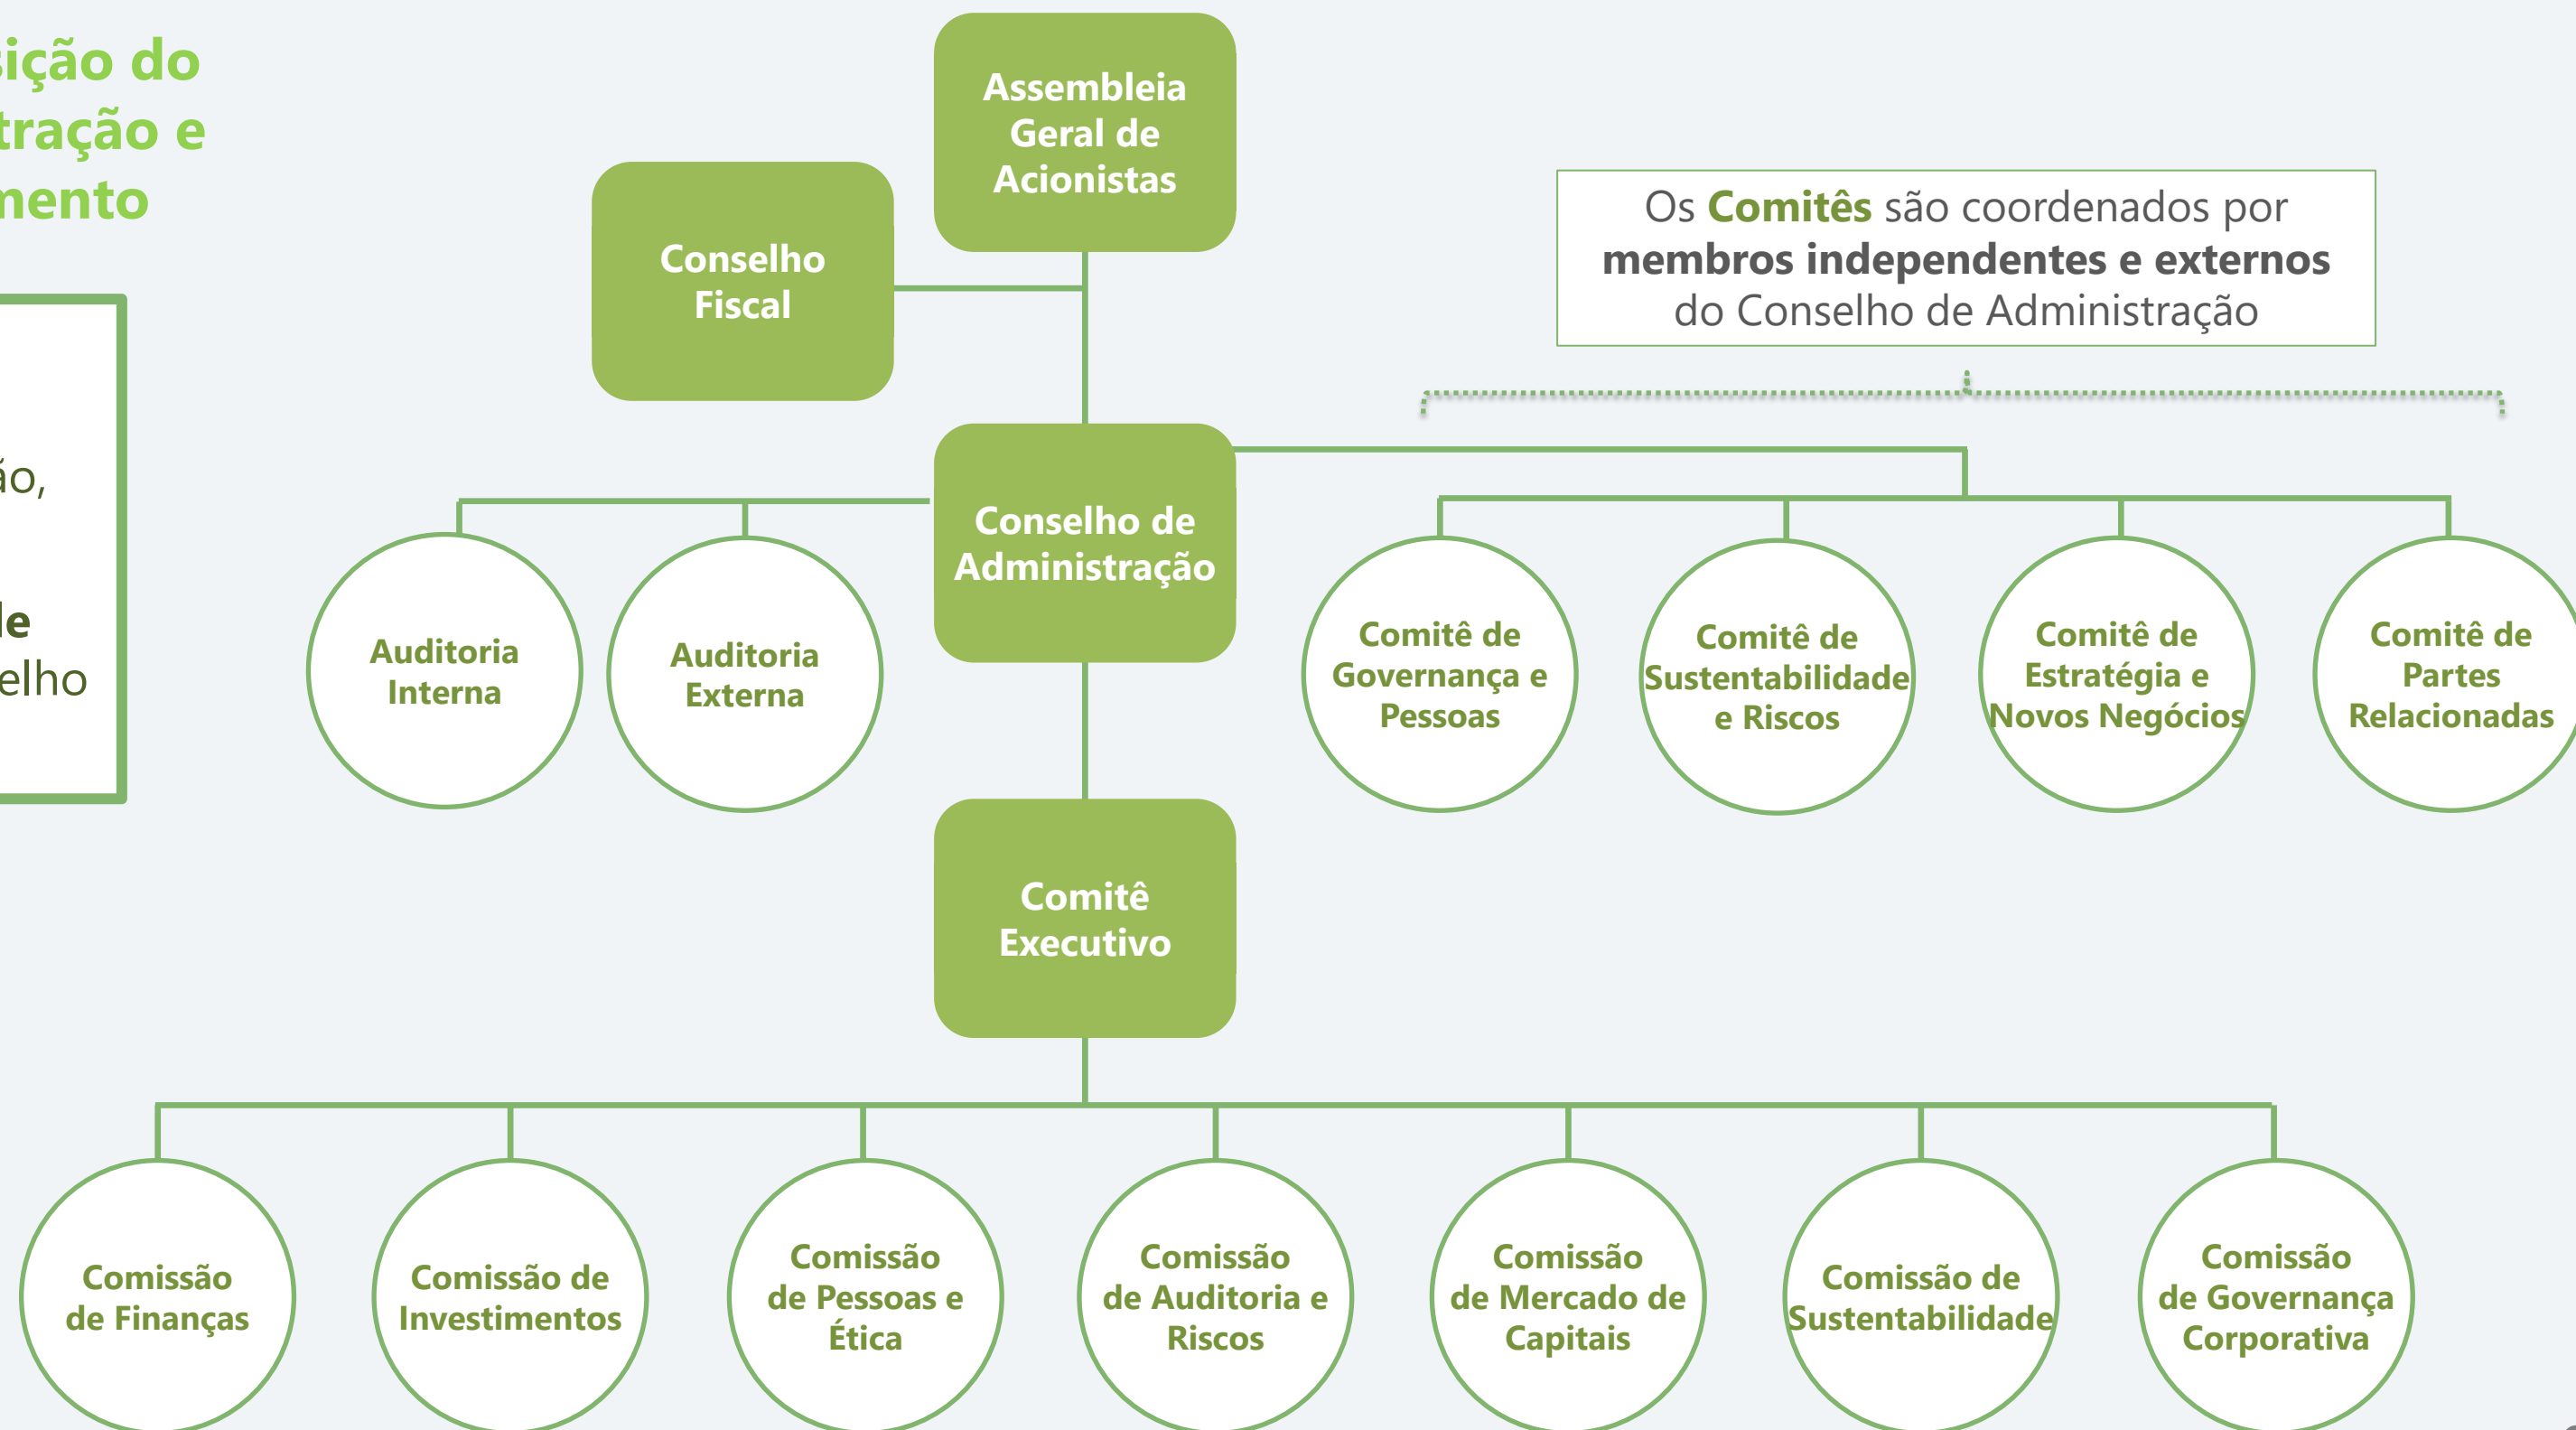 sição do
tração e
mento
ão,
le
elho
Assembleia
Geral de
Acionistas
Conselho
Fiscal
Os Comitês são coordenados por
membros independentes e externos
do Conselho de Administração
Conselho de
Administração
Auditoria
Interna
Auditoria
Externa
Comitê de
Governança e
Pessoas
Comitê de
Sustentabilidade
e Riscos
Comitê de
Estratégia e
Novos Negócios
Comitê de
Partes
Relacionadas
Comitê
Executivo
Comissão
de Finanças
Comissão de
Investimentos
Comissão
de Pessoas e
Ética
Comissão
de Auditoria e
Riscos
Comissão
de Mercado de
Capitais
Comissão de
Sustentabilidade
Comissão
de Governança
Corporativa